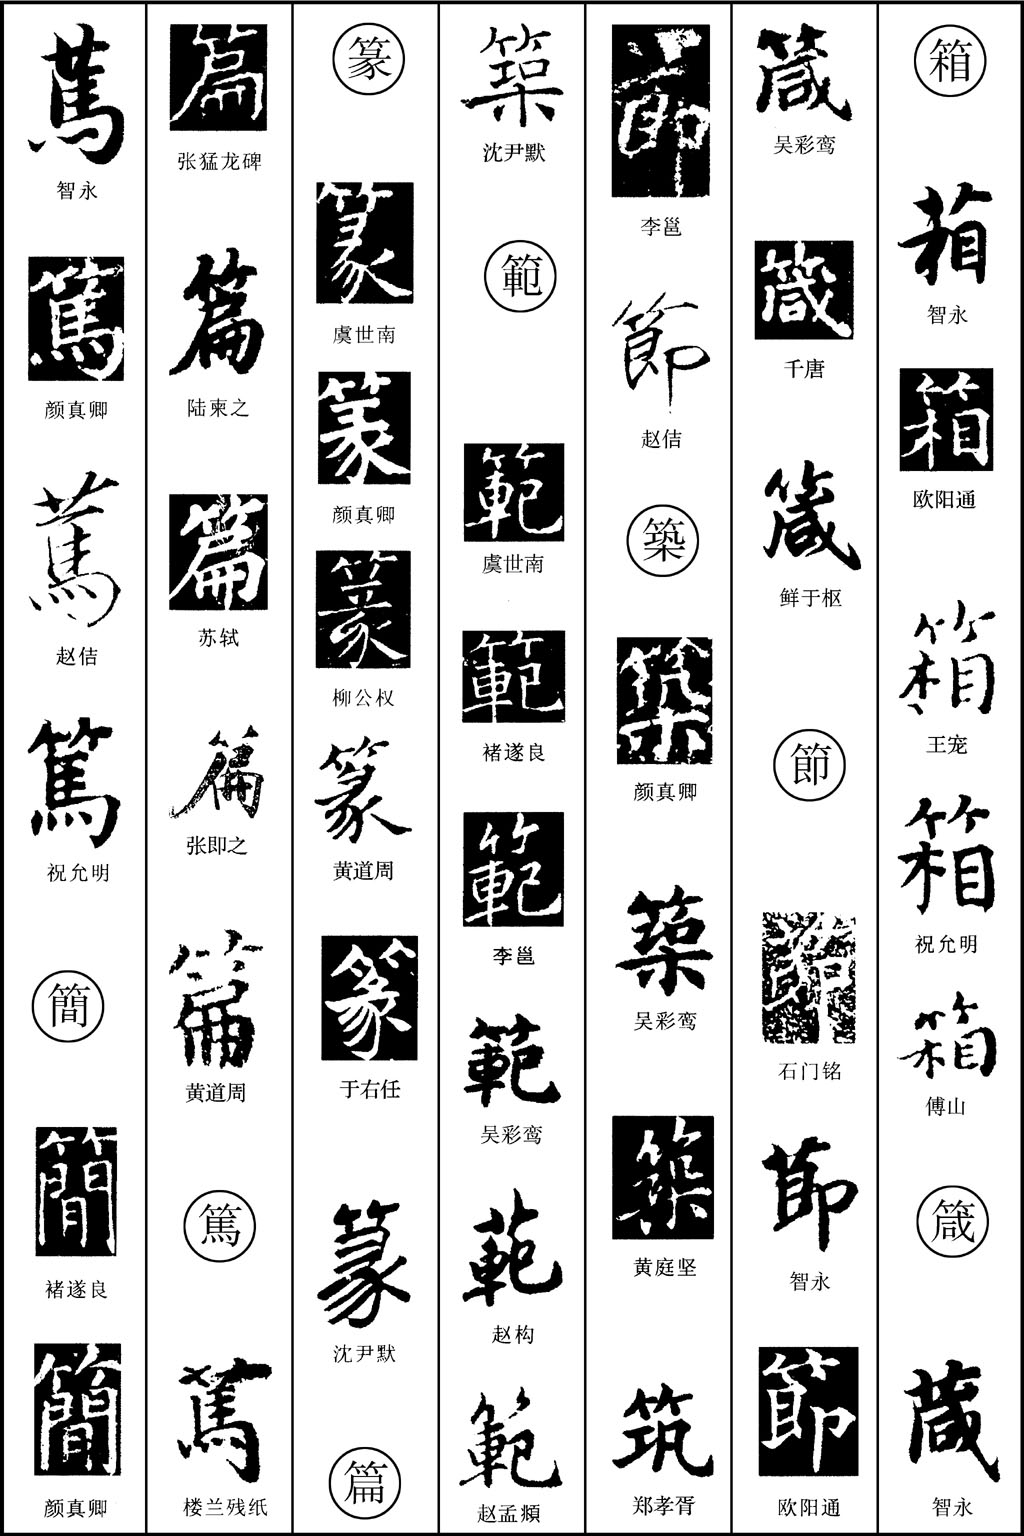 箱
箱
智永
箱
欧阳通
箱
王宠
箱
祝允明
箱
傅山
箴
箴
智永
箴
吴彩鸾
箴
千唐
箴
鲜于枢
節
節
石门铭
節
智永
節
欧阳通
節
李邕
節
赵佶
築
築
颜真卿
築
吴彩鸾
築
黄庭坚
筑
郑孝胥
築
沈尹默
範
範
虞世南
範
褚遂良
範
李邕
範
吴彩鸾
範
赵构
範
赵孟頫
篆
篆
虞世南
篆
颜真卿
篆
柳公权
篆
黄道周
篆
于右任
篆
沈尹默
篇
篇
张猛龙碑
篇
陆柬之
篇
苏轼
篇
张即之
篇
黄道周
篤
篤
楼兰残纸
篤
智永
篤
颜真卿
篤
赵佶
篤
祝允明
簡
簡
褚遂良
簡
颜真卿